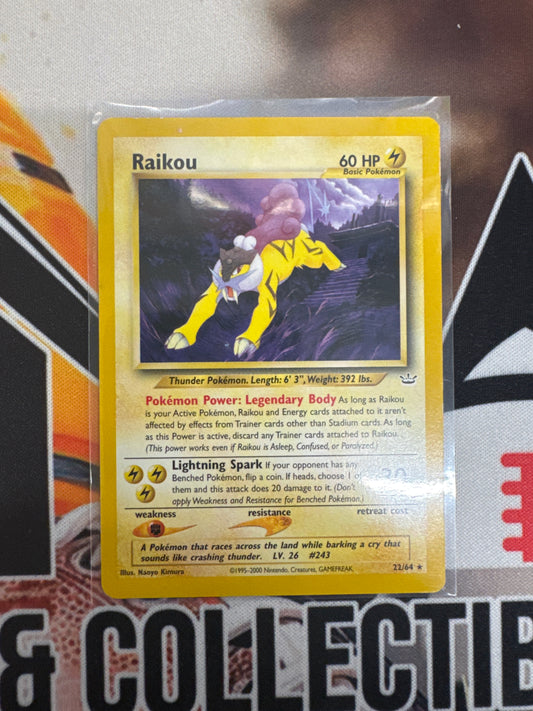 Raikou 60 HP
Basic Pokémon
Thunder Pokémon. Length: 6' 3", Weight: 392 lbs.
Pokémon Power: Legendary Body As long as Raikou
is your Active Pokémon, Raikou and Energy cards attached to it aren't
affected by effects from Trainer cards other than Stadium cards. As long
as this Power is active, discard any Trainer cards attached to Raikou.
(This power works even if Raikou is Asleep, Confused, or Paralyzed.)
Lightning Spark If your opponent has any
Benched Pokémon, flip a coin. If heads, choose 1 of 30
them and this attack does 20 damage to it. (Don't
apply Weakness and Resistance for Benched Pokémon.)
weakness resistance retreat cost
A Pokémon that races across the land while barking a cry that
sounds like crashing thunder. LV. 26 #243
Illus. Naoyo Kimura ©1995-2000 Nintendo, Creatures, GAMEFREAK. 22/64 ★
& COLLECTIB